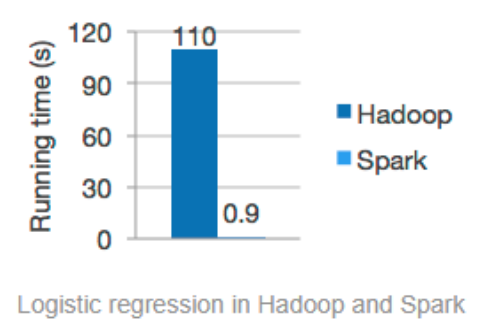 Running time (s)
120
90
60
30
0
110
0.9
Hadoop
Spark
Logistic regression in Hadoop and Spark